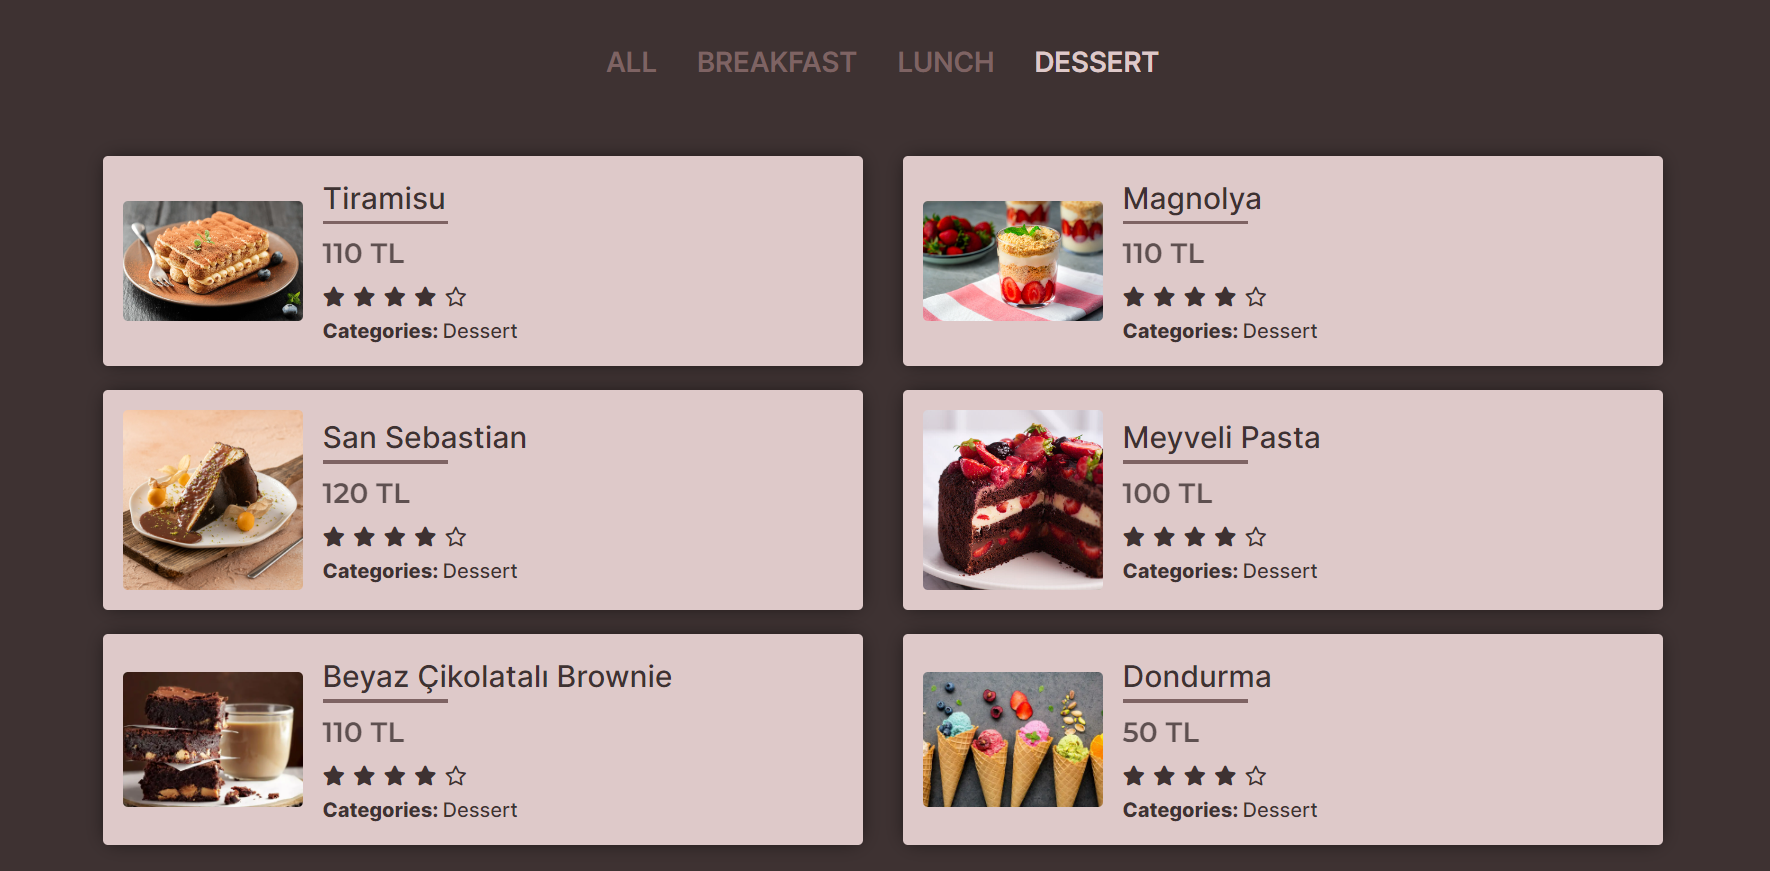 ALL BREAKFAST LUNCH DESSERT
Tiramisu
110 TL
Categories: Dessert
Magnolya
110 TL
Categories: Dessert
San Sebastian
120 TL
Categories: Dessert
Meyveli Pasta
100 TL
Categories: Dessert
Beyaz Çikolatalı Brownie
110 TL
Categories: Dessert
Dondurma
50 TL
Categories: Dessert